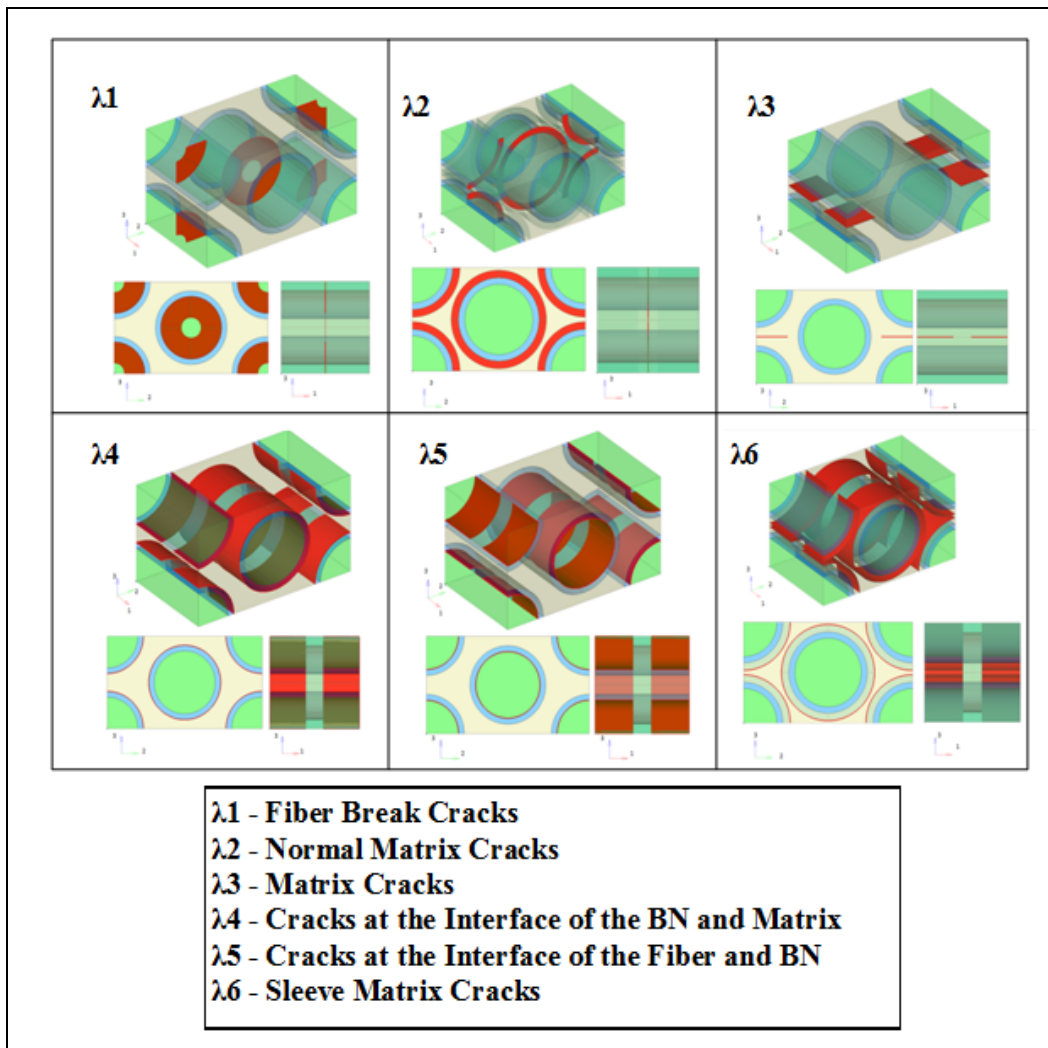 λ1
λ2
λ3
λ4
λ5
λ6
λ1 - Fiber Break Cracks
λ2 - Normal Matrix Cracks
λ3 - Matrix Cracks
λ4 - Cracks at the Interface of the BN and Matrix
λ5 - Cracks at the Interface of the Fiber and BN
λ6 - Sleeve Matrix Cracks